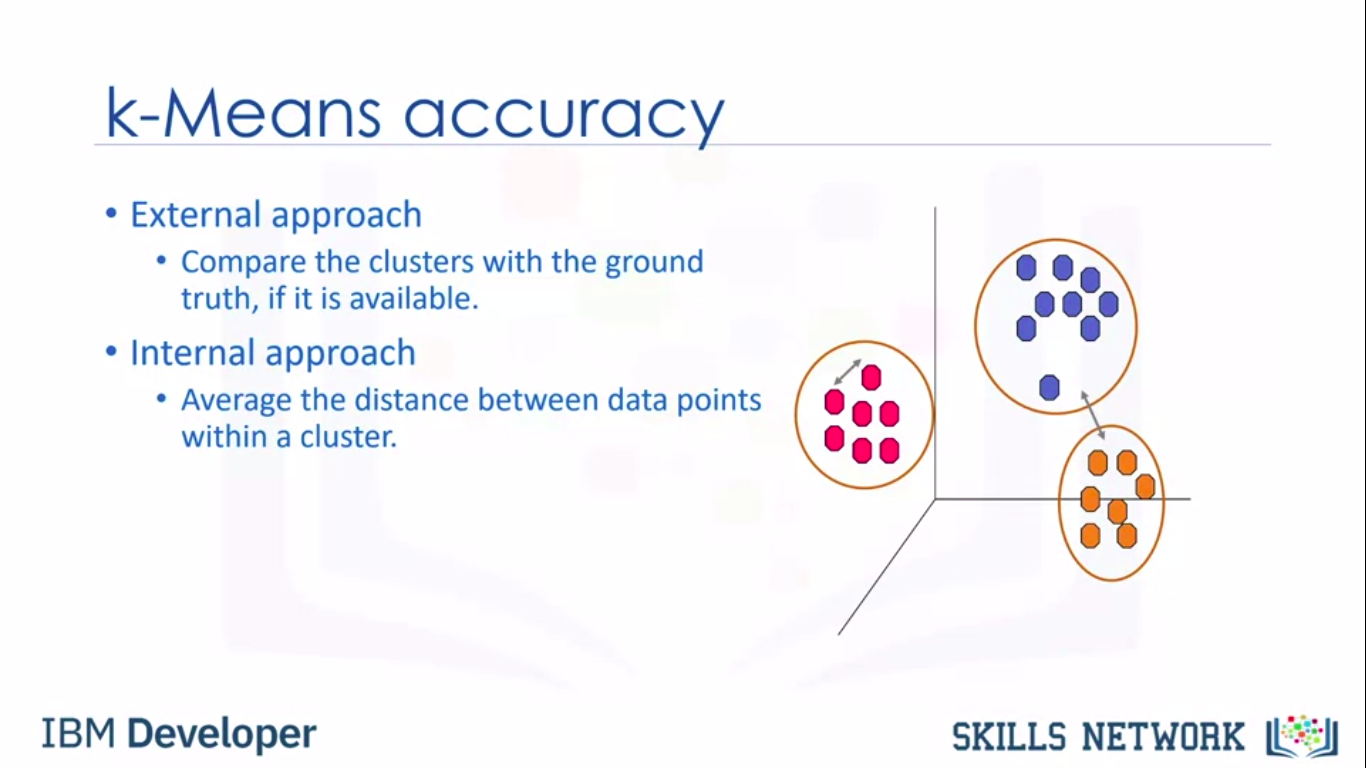 k-Means accuracy
• External approach
• Compare the clusters with the ground
truth, if it is available.
• Internal approach
• Average the distance between data points
within a cluster.
IBM Developer
SKILLS NETWORK